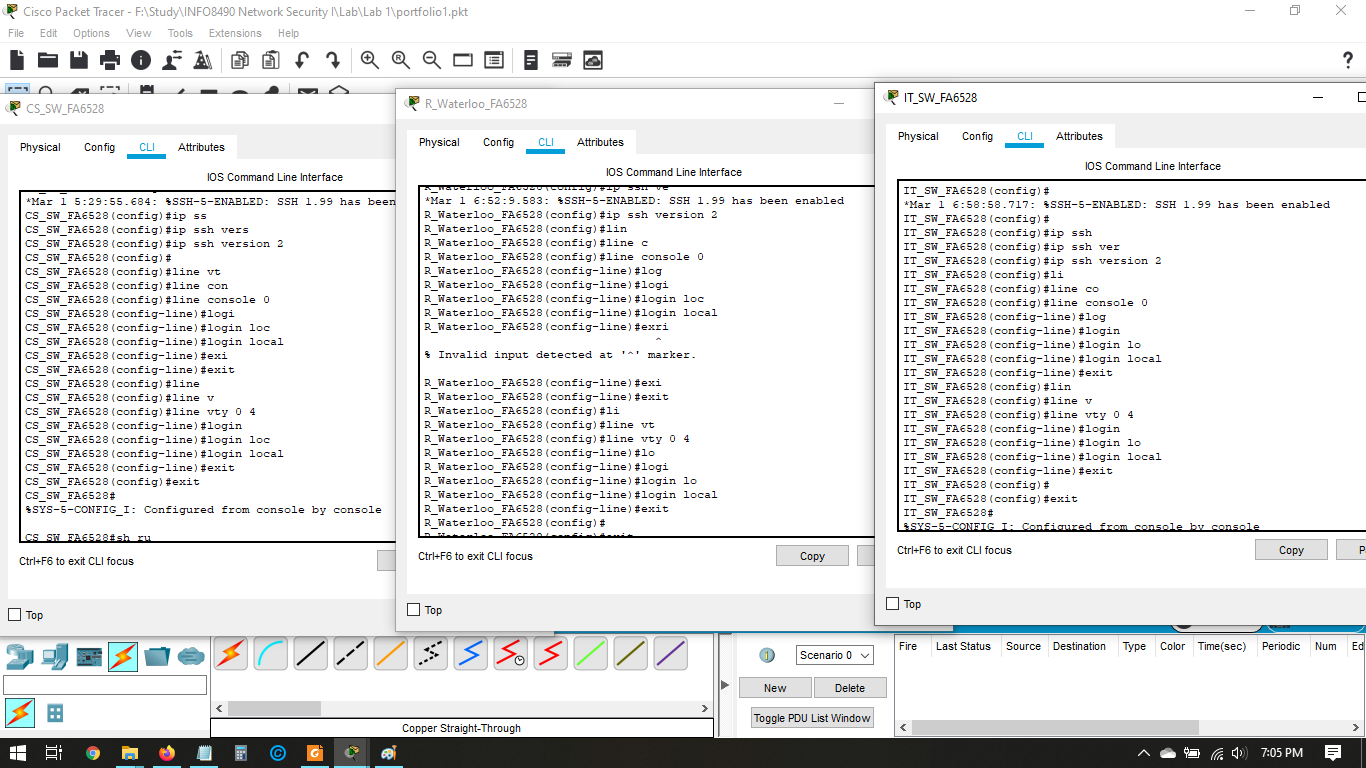 Cisco Packet Tracer - F:\Study\INFO8490 Network Security I\Lab\Lab 1\portfolio1.pkt
File Edit Options View Tools Extensions Help
CS_SW_FA6528
Physical Config CLI Attributes
IOS Command Line Interface
*Mar 1 5:29:55.684: %SSH-5-ENABLED: SSH 1.99 has been
CS_SW_FA6528(config)#ip ss
CS_SW_FA6528(config)#ip ssh vers
CS_SW_FA6528(config)#ip ssh version 2
CS_SW_FA6528(config)#
CS_SW_FA6528(config)#line vt
CS_SW_FA6528(config)#line con
CS_SW_FA6528(config)#line console 0
CS_SW_FA6528(config-line)#logi
CS_SW_FA6528(config-line)#login loc
CS_SW_FA6528(config-line)#login local
CS_SW_FA6528(config-line)#exi
CS_SW_FA6528(config-line)#exit
CS_SW_FA6528(config)#line
CS_SW_FA6528(config)#line v
CS_SW_FA6528(config)#line vty 0 4
CS_SW_FA6528(config-line)#login
CS_SW_FA6528(config-line)#login loc
CS_SW_FA6528(config-line)#login local
CS_SW_FA6528(config-line)#exit
CS_SW_FA6528(config)#exit
CS_SW_FA6528#
%SYS-5-CONFIG_I: Configured from console by console
CS_SW_FA6528#sh ru
Ctrl+F6 to exit CLI focus
Top
R_Waterloo_FA6528
Physical Config CLI Attributes
IOS Command Line Interface
R_Waterloo_FA6528(config)#ip ssh ve
*Mar 1 6:52:9.583: %SSH-5-ENABLED: SSH 1.99 has been enabled
R_Waterloo_FA6528(config)#ip ssh version 2
R_Waterloo_FA6528(config)#lin
R_Waterloo_FA6528(config)#line c
R_Waterloo_FA6528(config)#line console 0
R_Waterloo_FA6528(config-line)#log
R_Waterloo_FA6528(config-line)#logi
R_Waterloo_FA6528(config-line)#login loc
R_Waterloo_FA6528(config-line)#login local
R_Waterloo_FA6528(config-line)#exri
^
% Invalid input detected at '^' marker.
R_Waterloo_FA6528(config-line)#exi
R_Waterloo_FA6528(config-line)#exit
R_Waterloo_FA6528(config)#li
R_Waterloo_FA6528(config)#line vt
R_Waterloo_FA6528(config)#line vty 0 4
R_Waterloo_FA6528(config-line)#lo
R_Waterloo_FA6528(config-line)#logi
R_Waterloo_FA6528(config-line)#login lo
R_Waterloo_FA6528(config-line)#login local
R_Waterloo_FA6528(config-line)#exit
R_Waterloo_FA6528(config)#
R_Waterloo_FA6528(config)#exit
Ctrl+F6 to exit CLI focus
Copy
Top
IT_SW_FA6528
Physical Config CLI Attributes
IOS Command Line Interface
IT_SW_FA6528(config)#
*Mar 1 6:58:58.717: %SSH-5-ENABLED: SSH 1.99 has been enabled
IT_SW_FA6528(config)#
IT_SW_FA6528(config)#ip ssh
IT_SW_FA6528(config)#ip ssh ver
IT_SW_FA6528(config)#ip ssh version 2
IT_SW_FA6528(config)#li
IT_SW_FA6528(config)#line co
IT_SW_FA6528(config)#line console 0
IT_SW_FA6528(config-line)#log
IT_SW_FA6528(config-line)#login
IT_SW_FA6528(config-line)#login lo
IT_SW_FA6528(config-line)#login local
IT_SW_FA6528(config-line)#exit
IT_SW_FA6528(config)#lin
IT_SW_FA6528(config)#line v
IT_SW_FA6528(config)#line vty 0 4
IT_SW_FA6528(config-line)#login
IT_SW_FA6528(config-line)#login lo
IT_SW_FA6528(config-line)#login local
IT_SW_FA6528(config-line)#exit
IT_SW_FA6528(config)#
IT_SW_FA6528(config)#exit
IT_SW_FA6528#
%SYS-5-CONFIG_I: Configured from console by console
Ctrl+F6 to exit CLI focus
Copy
Top
Copper Straight-Through
Scenario 0
New Delete
Toggle PDU List Window
Fire Last Status Source Destination Type Color Time(sec) Periodic Num Ed
7:05 PM